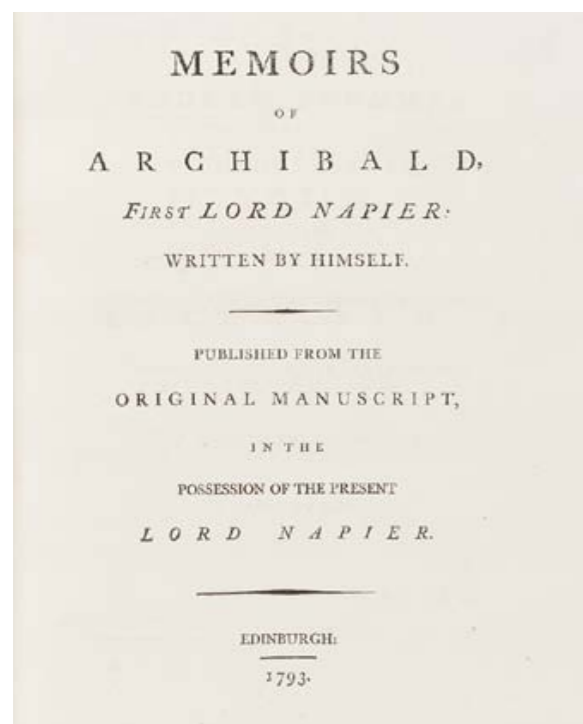 MEMOIRS
OF
ARCHIBALD,
FIRST LORD NAPIER:
WRITTEN BY HIMSELF.
PUBLISHED FROM THE
ORIGINAL MANUSCRIPT,
IN THE
POSSESSION OF THE PRESENT
LORD NAPIER.
EDINBURGH:
1793.